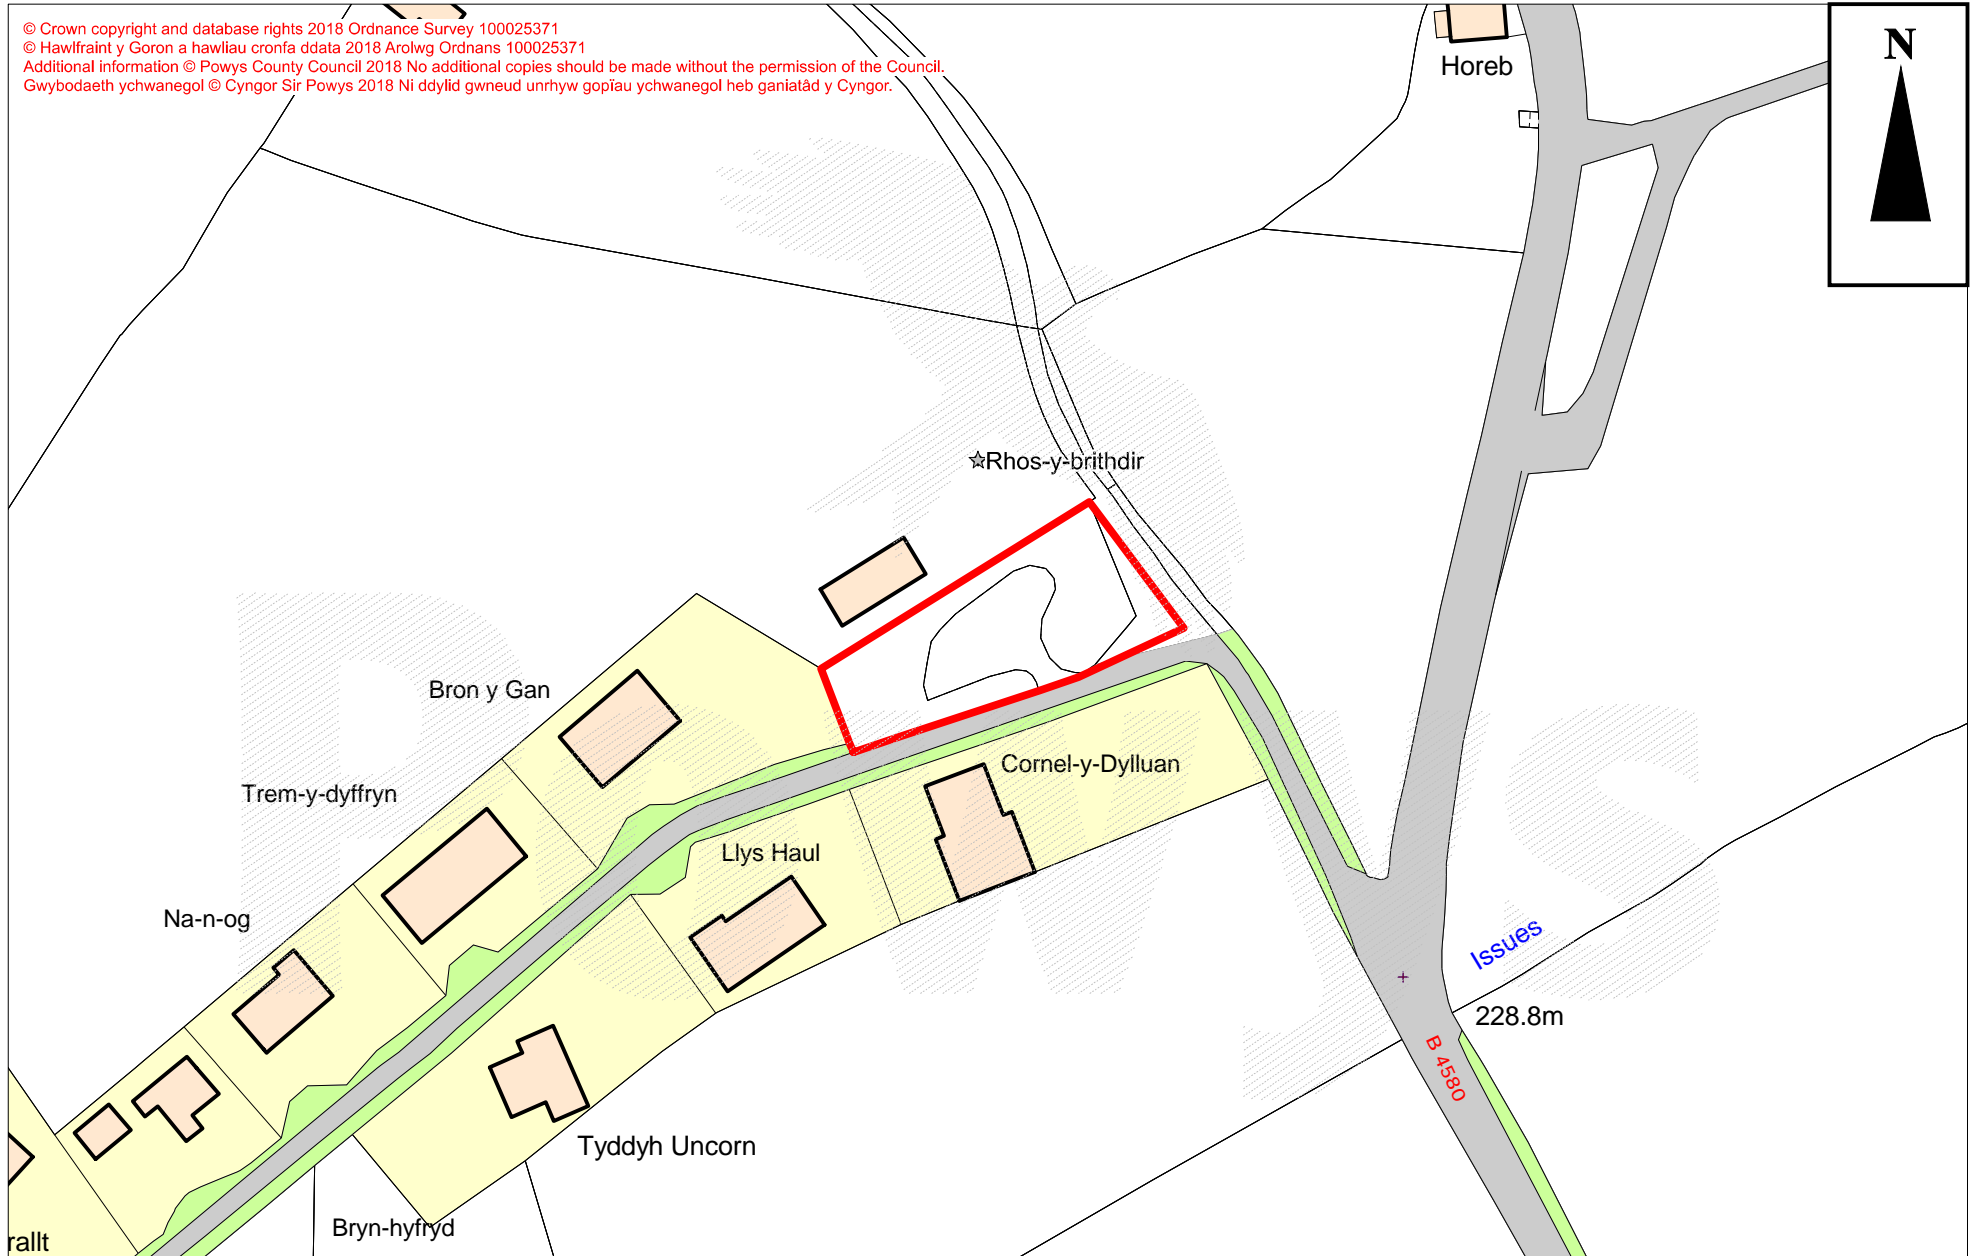 © Crown copyright and database rights 2018 Ordnance Survey 100025371
© Hawlfraint y Goron a hawliau cronfa ddata 2018 Arolwg Ordnans 100025371
Additional information © Powys County Council 2018 No additional copies should be made without the permission of the Council.
Gwybodaeth ychwanegol © Cyngor Sir Powys 2018 Ni ddylid gwneud unrhyw gopïau ychwanegol heb ganiatâd y Cyngor.
N
Horeb
Rhos-y-brithdir
Bron y Gan
Cornel-y-Dylluan
Trem-y-dyffryn
Llys Haul
Na-n-og
Issues
228.8m
B 4580
Tyddyh Uncorn
Bryn-hyfryd
rallt
POWYS